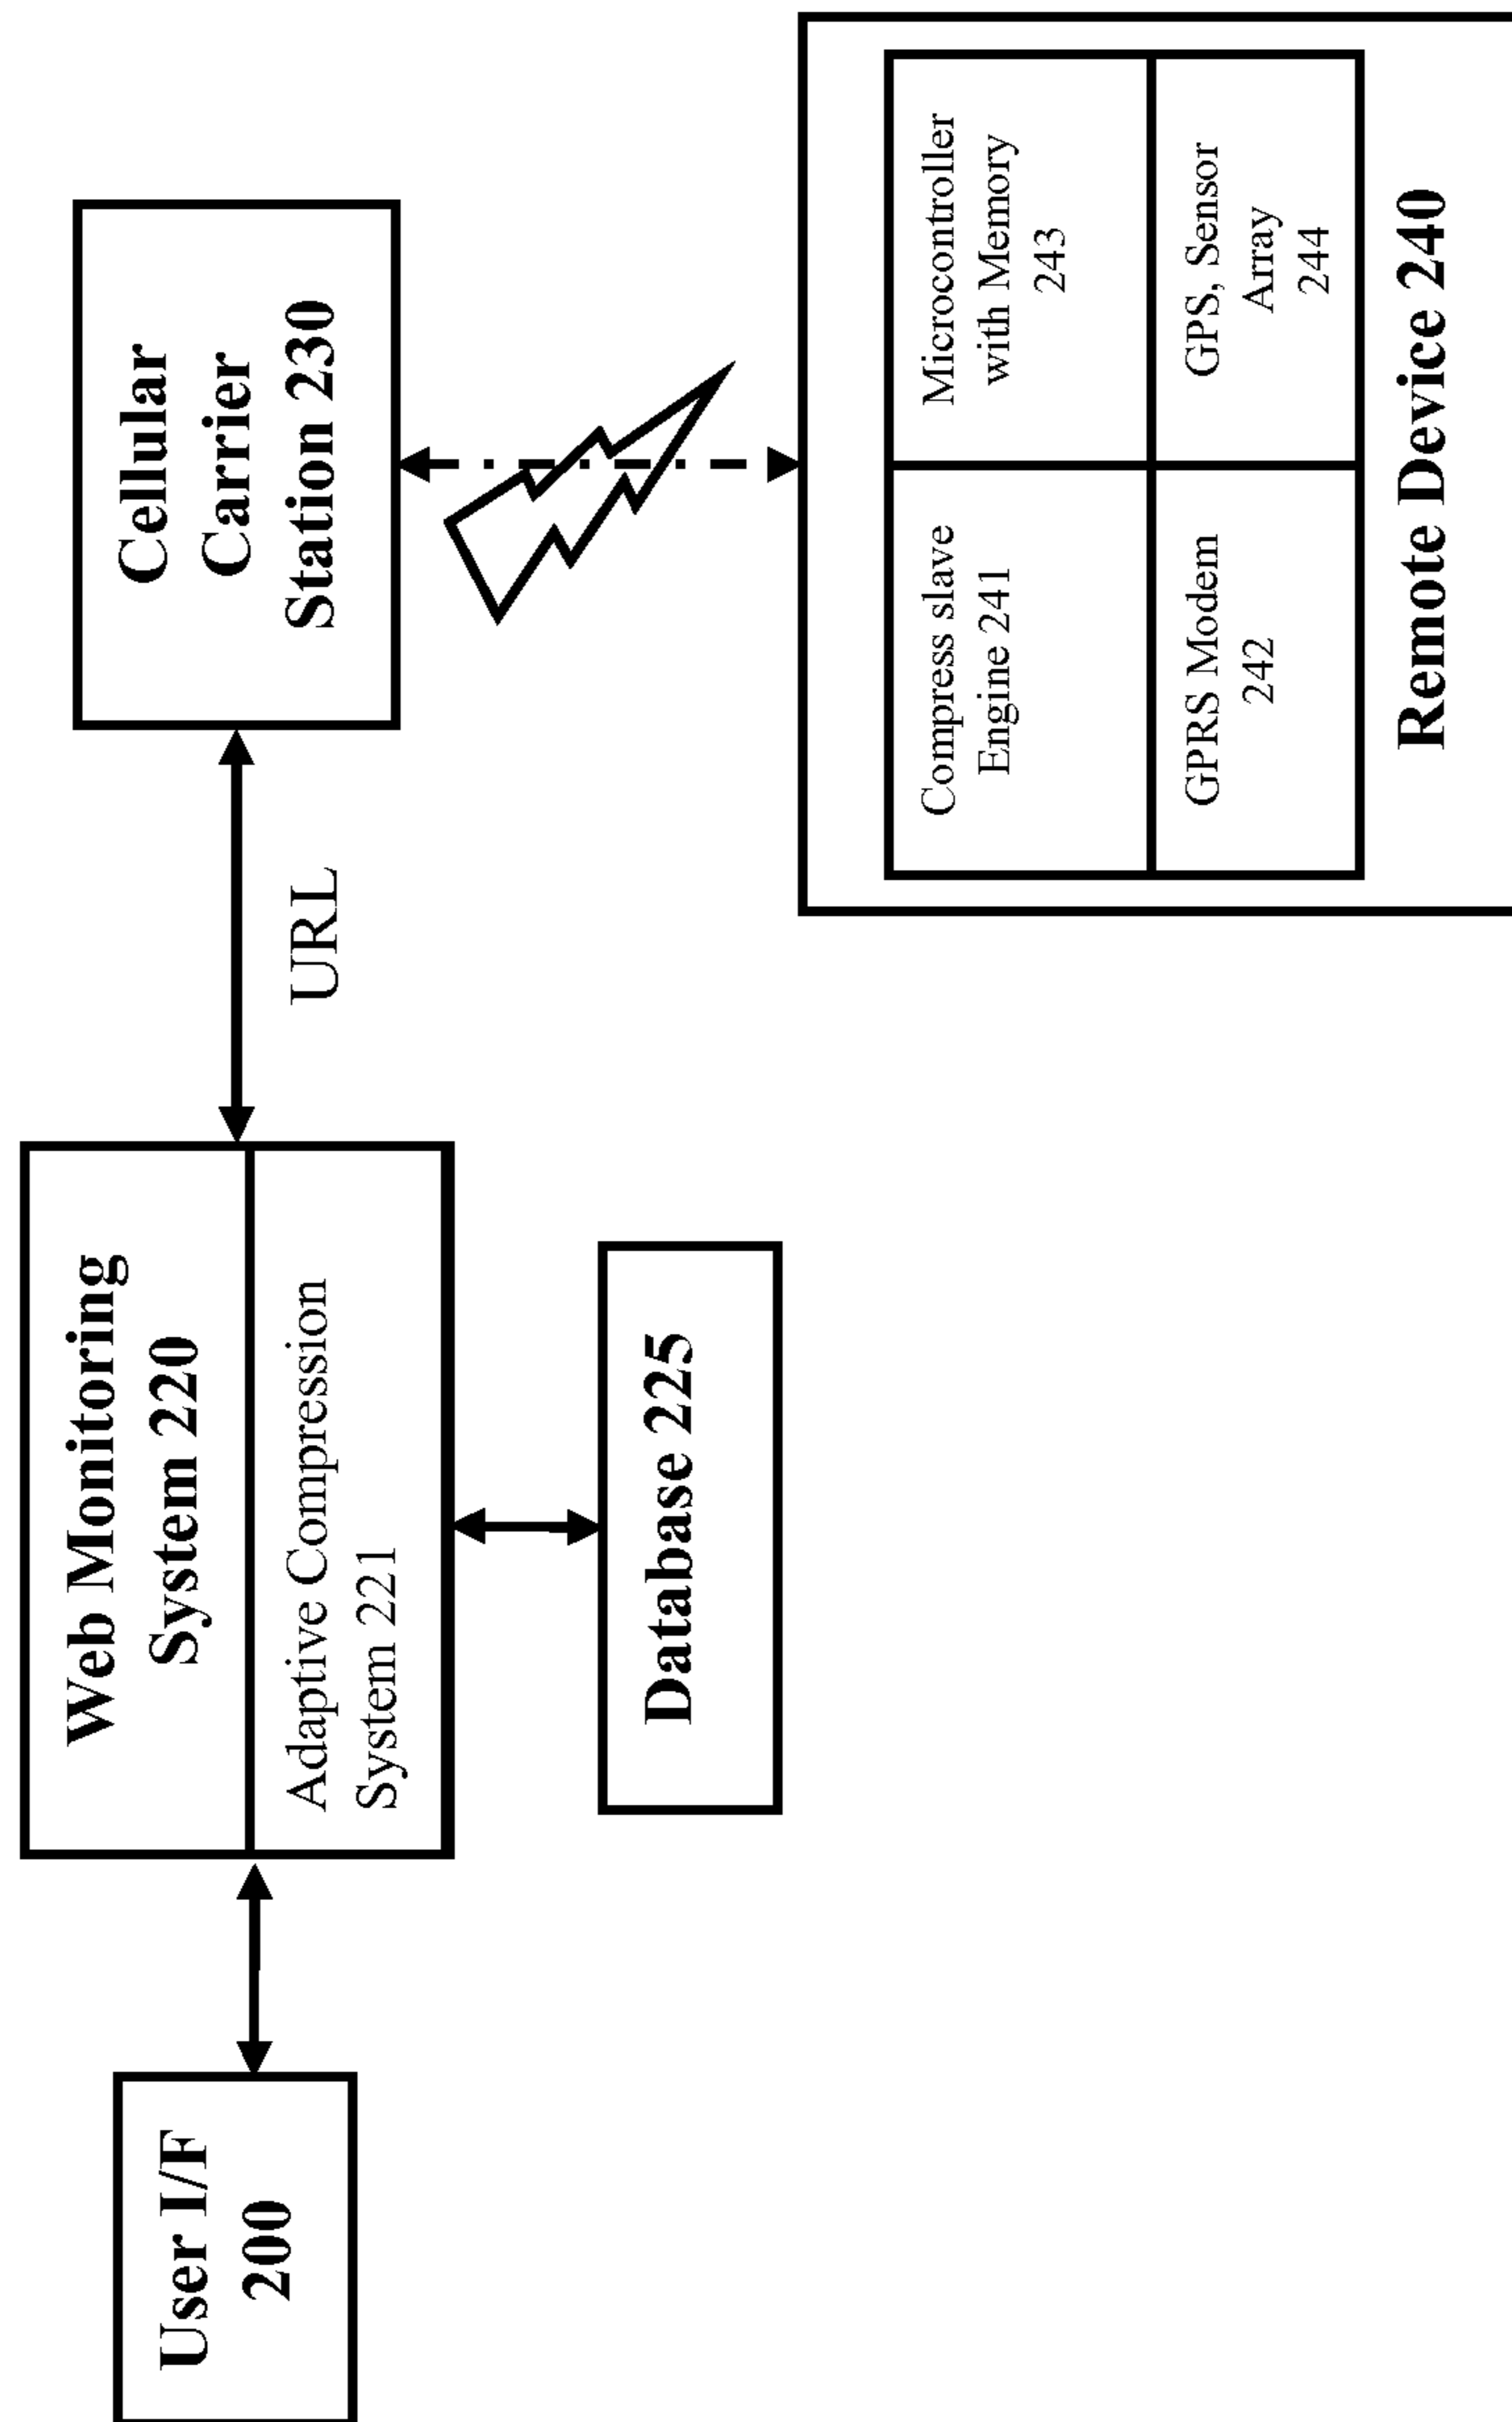 User I/F
200
Web Monitoring
System 220
Adaptive Compression
System 221
Database 225
URL
Cellular
Carrier
Station 230
Compress slave
Engine 241
Microcontroller
with Memory
243
GPRS Modem
242
GPS, Sensor
Array
244
Remote Device 240